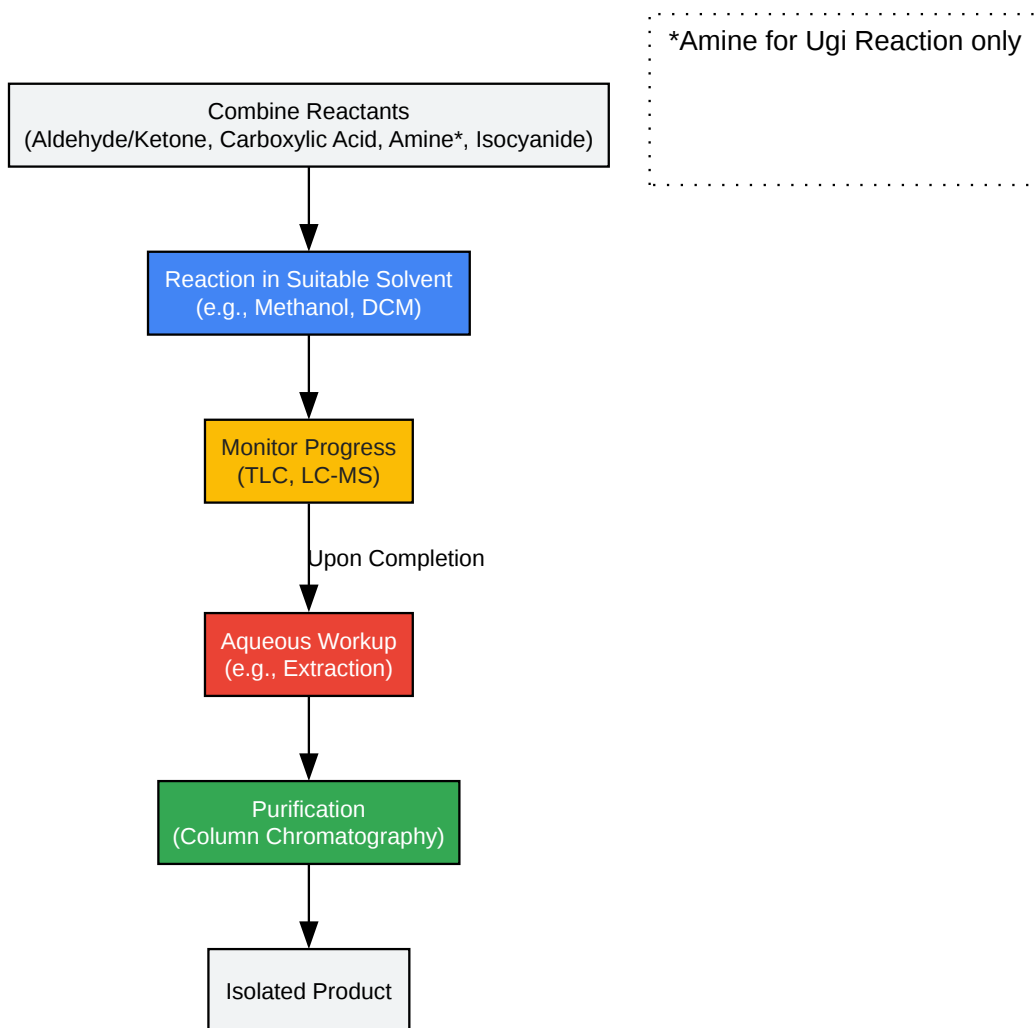 *Amine for Ugi Reaction only
Combine Reactants
(Aldehyde/Ketone, Carboxylic Acid, Amine*, Isocyanide)
Reaction in Suitable Solvent
(e.g., Methanol, DCM)
Monitor Progress
(TLC, LC-MS)
Upon Completion
Aqueous Workup
(e.g., Extraction)
Purification
(Column Chromatography)
Isolated Product